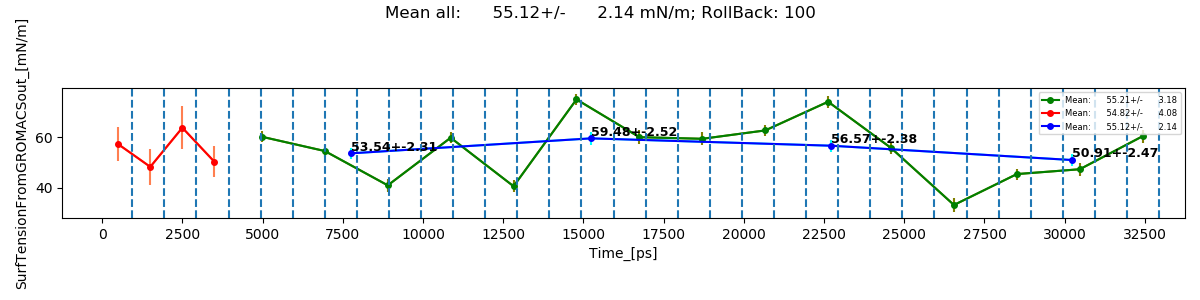 Mean all:      55.12+/-      2.14 mN/m; RollBack: 100
SurfTensionFromGROMACSout_[mN/m]
60
40
Mean:      55.21+/-      3.18
Mean:      54.82+/-      4.08
Mean:      55.12+/-      2.14
53.54+-2.31
59.48+-2.52
56.57+-2.38
50.91+-2.47
0 2500 5000 7500 10000 12500 15000 17500 20000 22500 25000 27500 30000 32500
Time_[ps]